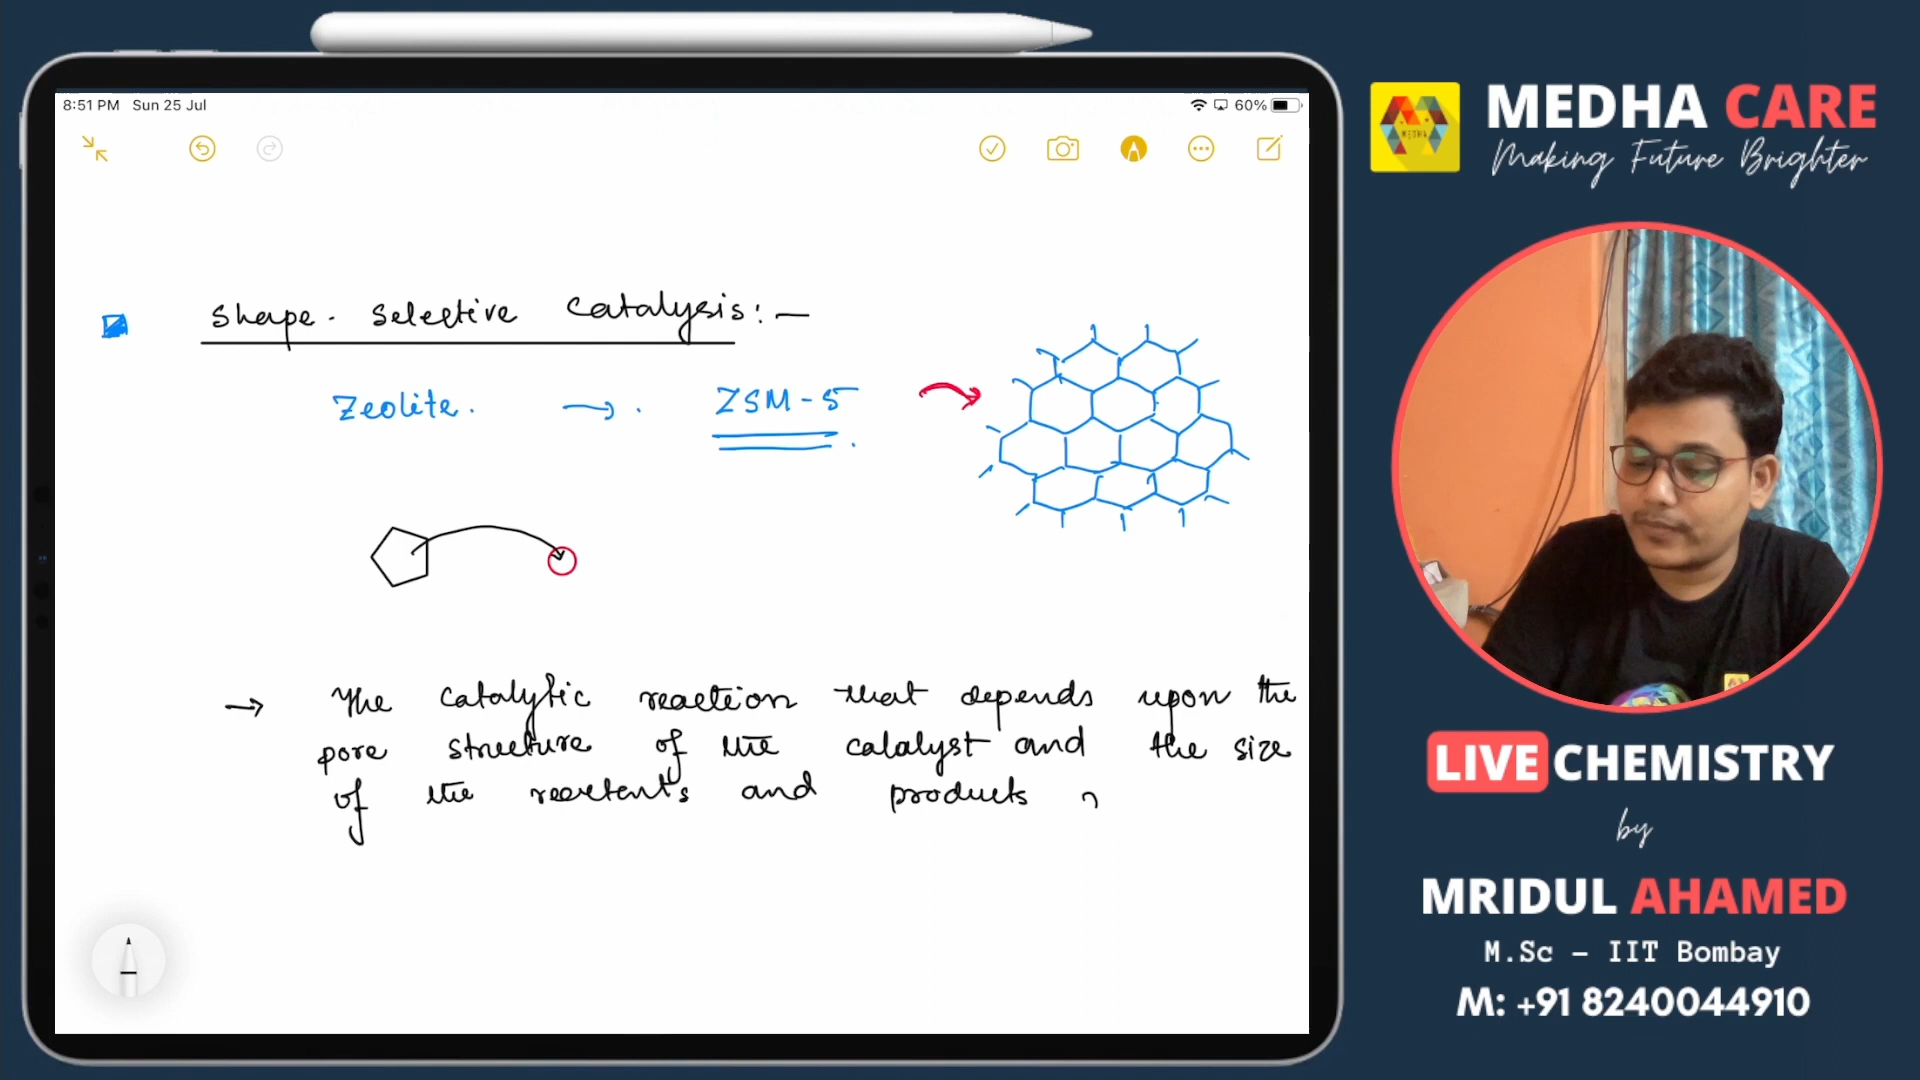 8:51 PM Sun 25 Jul
60%
Shape-Selective Catalysis:-
Zeolite. → . ZSM-5
→ The catalytic reaction that depends upon the
pore structure of the catalyst and the size
of the reactents and products
MEDHA CARE
Making Future Brighter
MEDHA
LIVE CHEMISTRY
by
MRIDUL AHAMED
M.Sc - IIT Bombay
M: +91 8240044910